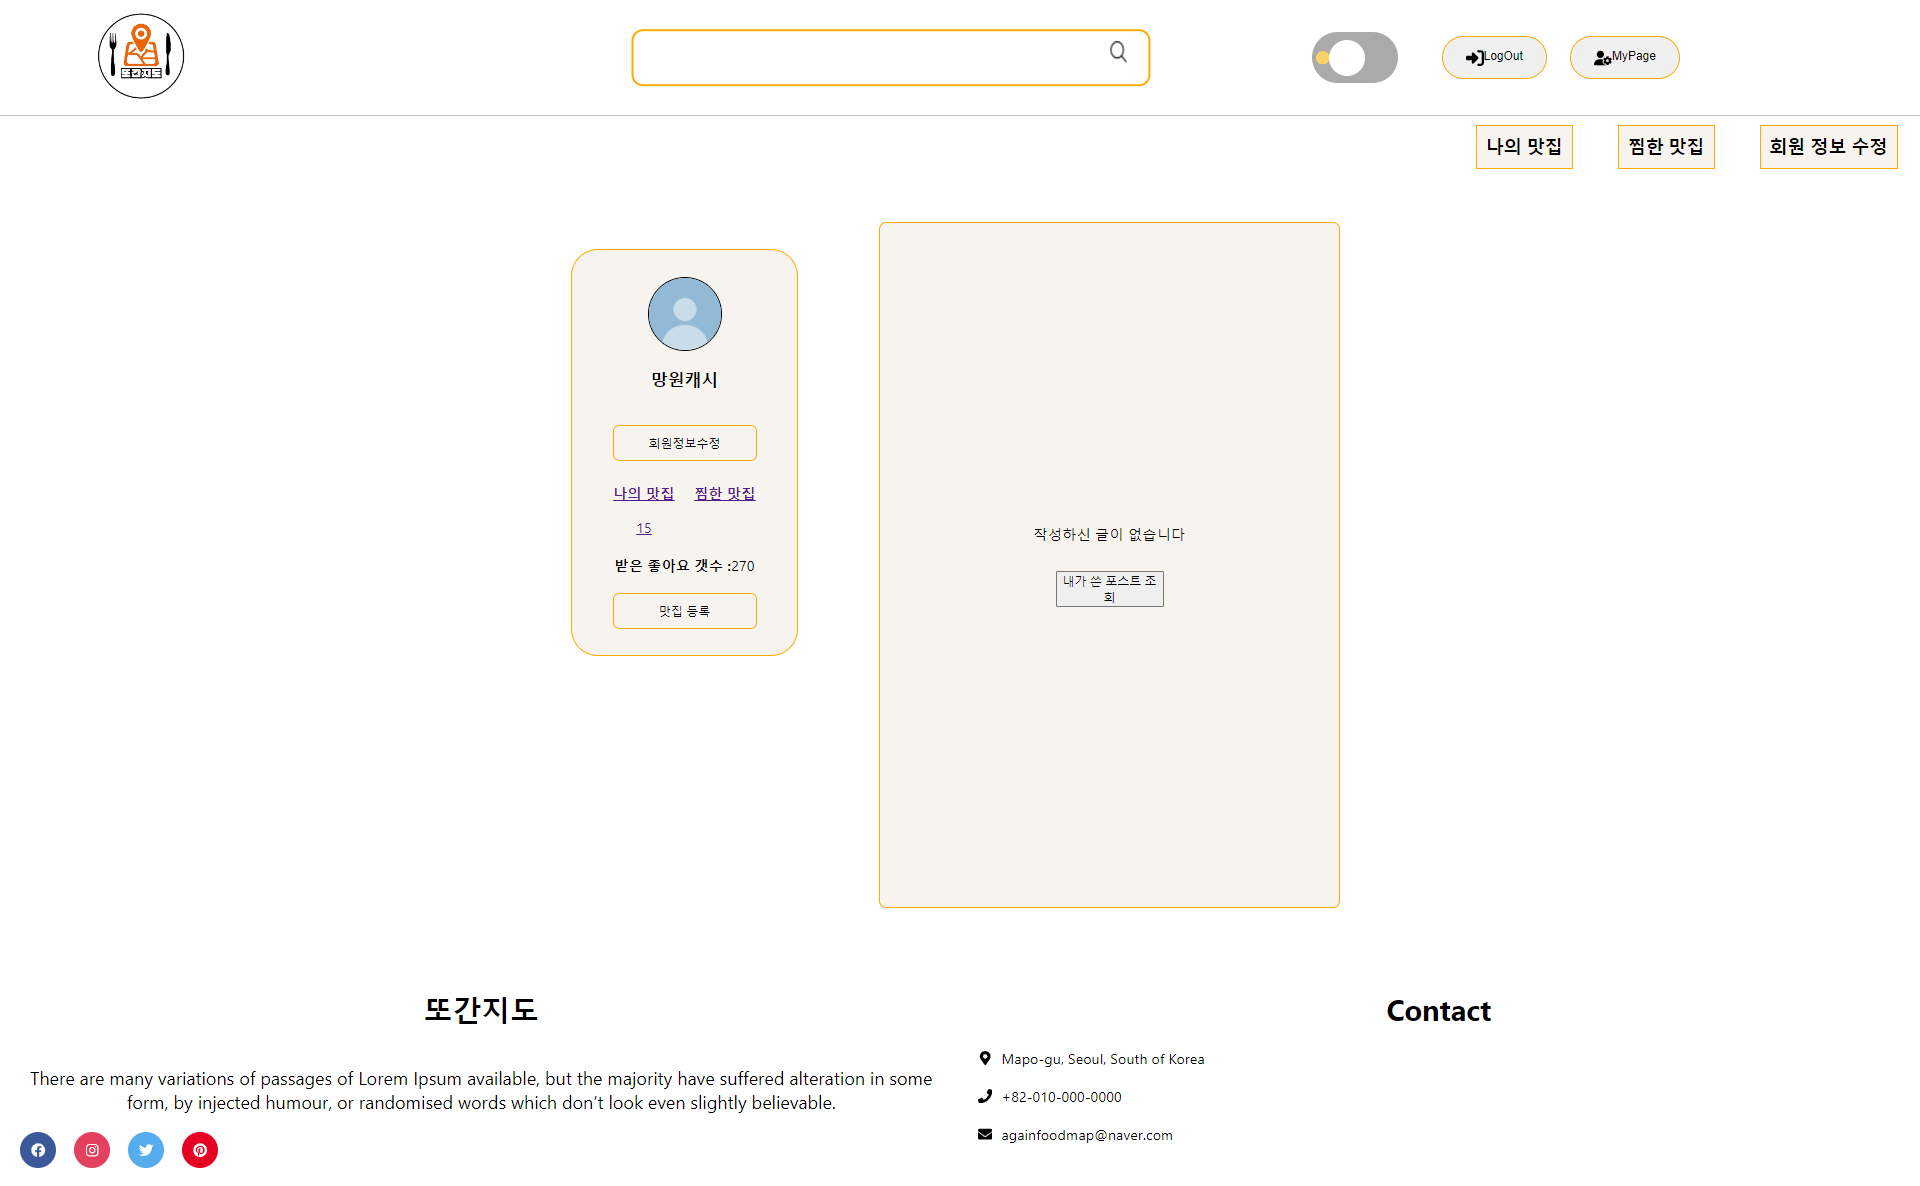 또간지도
LogOut
MyPage
나의 맛집
찜한 맛집
회원 정보 수정
망원캐시
회원정보수정
나의 맛집
찜한 맛집
15
받은 좋아요 갯수 :270
맛집 등록
작성하신 글이 없습니다
내가 쓴 포스트 조
회
또간지도
There are many variations of passages of Lorem Ipsum available, but the majority have suffered alteration in some
form, by injected humour, or randomised words which don’t look even slightly believable.
Contact
Mapo-gu, Seoul, South of Korea
+82-010-000-0000
againfoodmap@naver.com